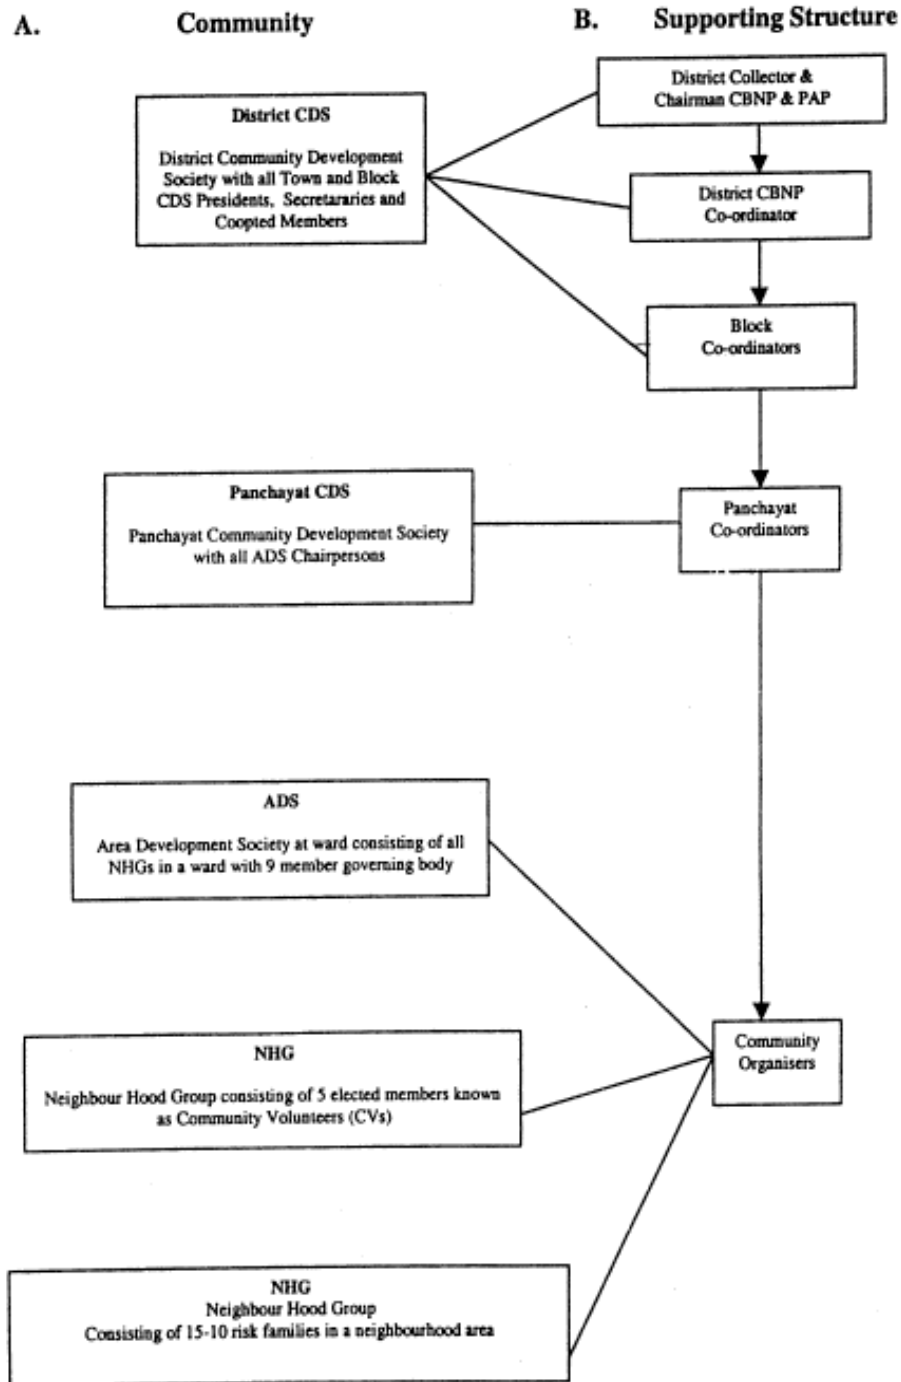 A. Community
B. Supporting Structure
District CDS
District Community Development
Society with all Town and Block
CDS Presidents, Secretararies and
Coopted Members
District Collector &
Chairman CBNP & PAP
District CBNP
Co-ordinator
Block
Co-ordinators
Panchayat CDS
Panchayat Community Development Society
with all ADS Chairpersons
Panchayat
Co-ordinators
ADS
Area Development Society at ward consisting of all
NHGs in a ward with 9 member governing body
Community
Organisers
NHG
Neighbour Hood Group consisting of 5 elected members known
as Community Volunteers (CVs)
NHG
Neighbour Hood Group
Consisting of 15-10 risk families in a neighbourhood area